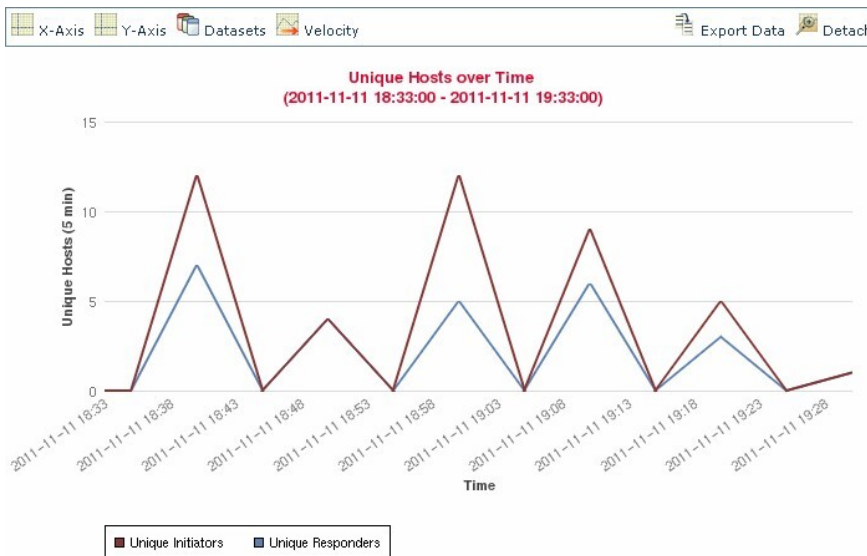 X-Axis Y-Axis Datasets Velocity Export Data Detach
Unique Hosts over Time
(2011-11-11 18:33:00 - 2011-11-11 19:33:00)
Unique Hosts (5 min)
15
10
5
0
2011-11-11 18:33
2011-11-11 18:38
2011-11-11 18:43
2011-11-11 18:48
2011-11-11 18:53
2011-11-11 18:58
2011-11-11 19:03
2011-11-11 19:08
2011-11-11 19:13
2011-11-11 19:18
2011-11-11 19:23
2011-11-11 19:28
Time
Unique Initiators Unique Responders